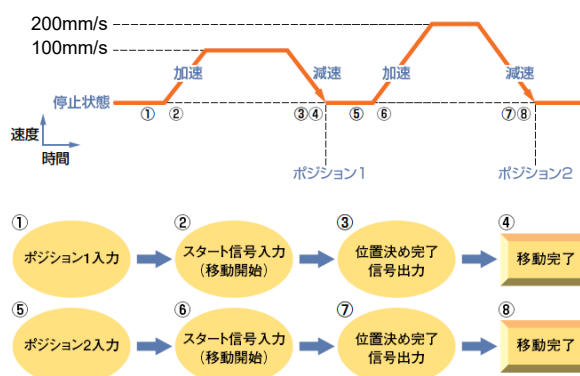 200mm/s
100mm/s
加速
減速
加速
減速
停止状態
① ② ③④ ⑤ ⑥ ⑦⑧
速度
時間
ポジション1
ポジション2
① ② ③ ④
ポジション1入力
スタート信号入力
(移動開始)
位置決め完了
信号出力
移動完了
⑤ ⑥ ⑦ ⑧
ポジション2入力
スタート信号入力
(移動開始)
位置決め完了
信号出力
移動完了